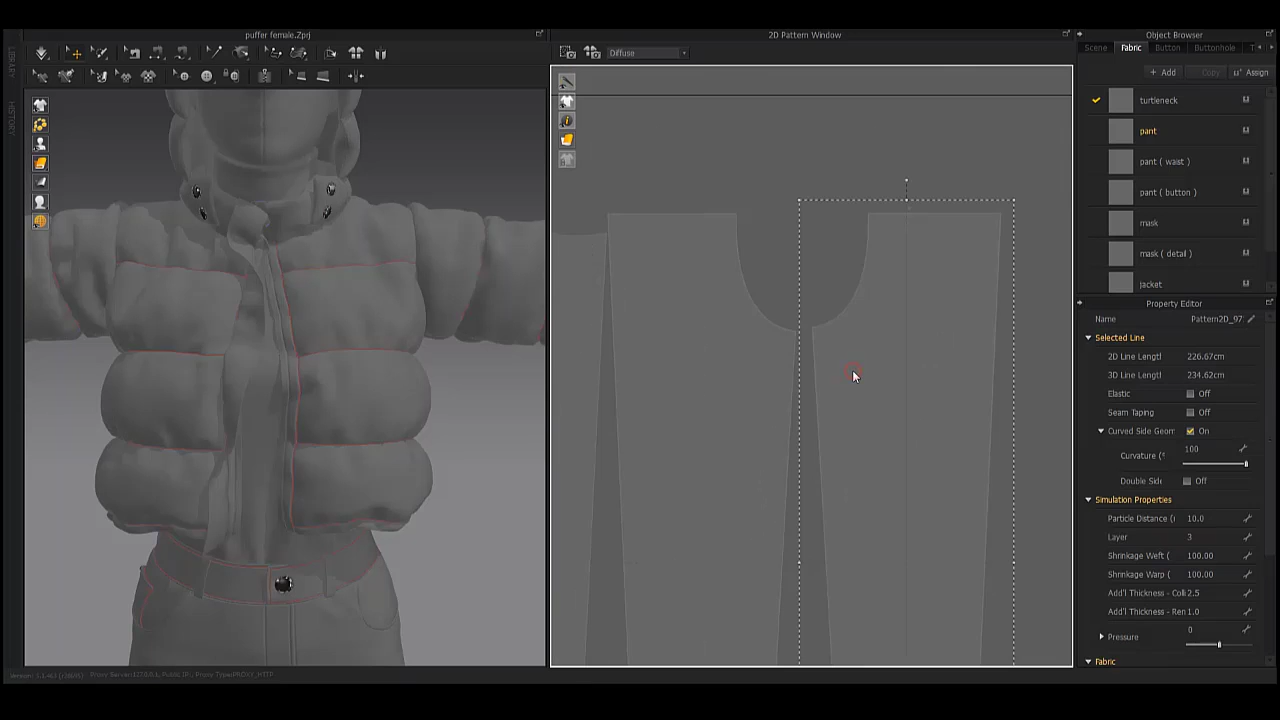 puffer female.Zprj
2D Pattern Window
Object Browser
LIBRARY
HISTORY
Diffuse
Scene
Fabric
Button
Buttonhole
T
+ Add
Copy
Assign
turtleneck
pant
pant ( waist )
pant ( button )
mask
mask ( detail )
jacket
Property Editor
Name Pattern2D_97
Selected Line
2D Line Lengtl 226.67cm
3D Line Lengtl 234.62cm
Elastic Off
Seam Taping Off
Curved Side Geom On
Curvature (% 100
Double Side Off
Simulation Properties
Particle Distance (i 10.0
Layer 3
Shrinkage Weft ( 100.00
Shrinkage Warp ( 100.00
Add'l Thickness - Colli 2.5
Add'l Thickness - Ren 1.0
Pressure 0
Fabric